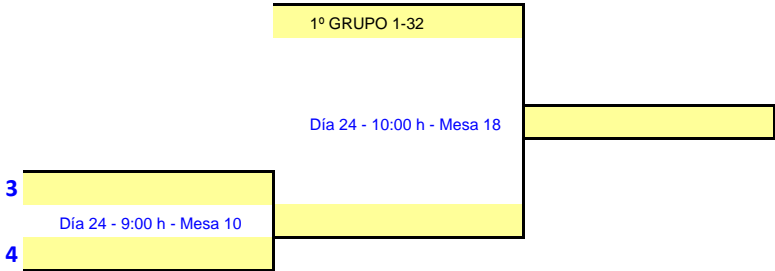 1º GRUPO 1-32
Día 24 - 10:00 h - Mesa 18
3
Día 24 - 9:00 h - Mesa 10
4